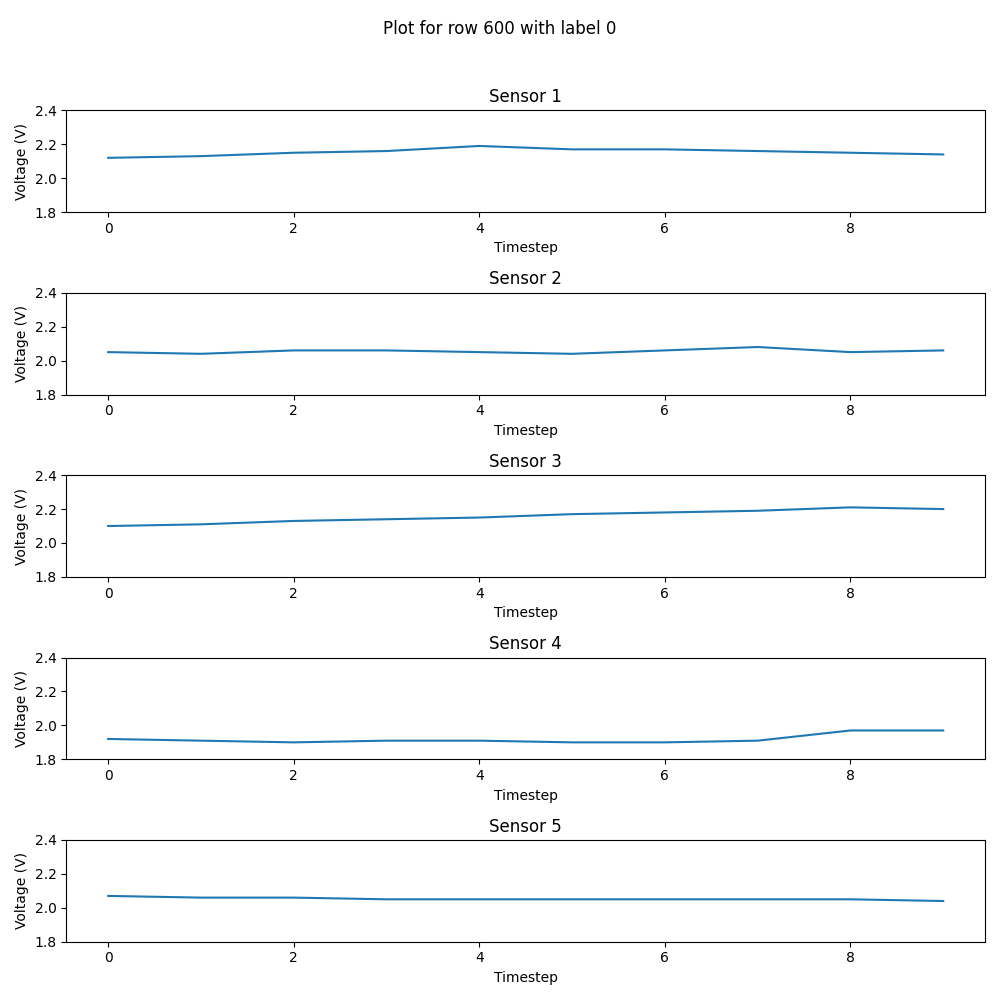 Plot for row 600 with label 0
Sensor 1
Voltage (V)
2.4
2.2
2.0
1.8
0 2 4 6 8
Timestep
Sensor 2
Voltage (V)
2.4
2.2
2.0
1.8
0 2 4 6 8
Timestep
Sensor 3
Voltage (V)
2.4
2.2
2.0
1.8
0 2 4 6 8
Timestep
Sensor 4
Voltage (V)
2.4
2.2
2.0
1.8
0 2 4 6 8
Timestep
Sensor 5
Voltage (V)
2.4
2.2
2.0
1.8
0 2 4 6 8
Timestep